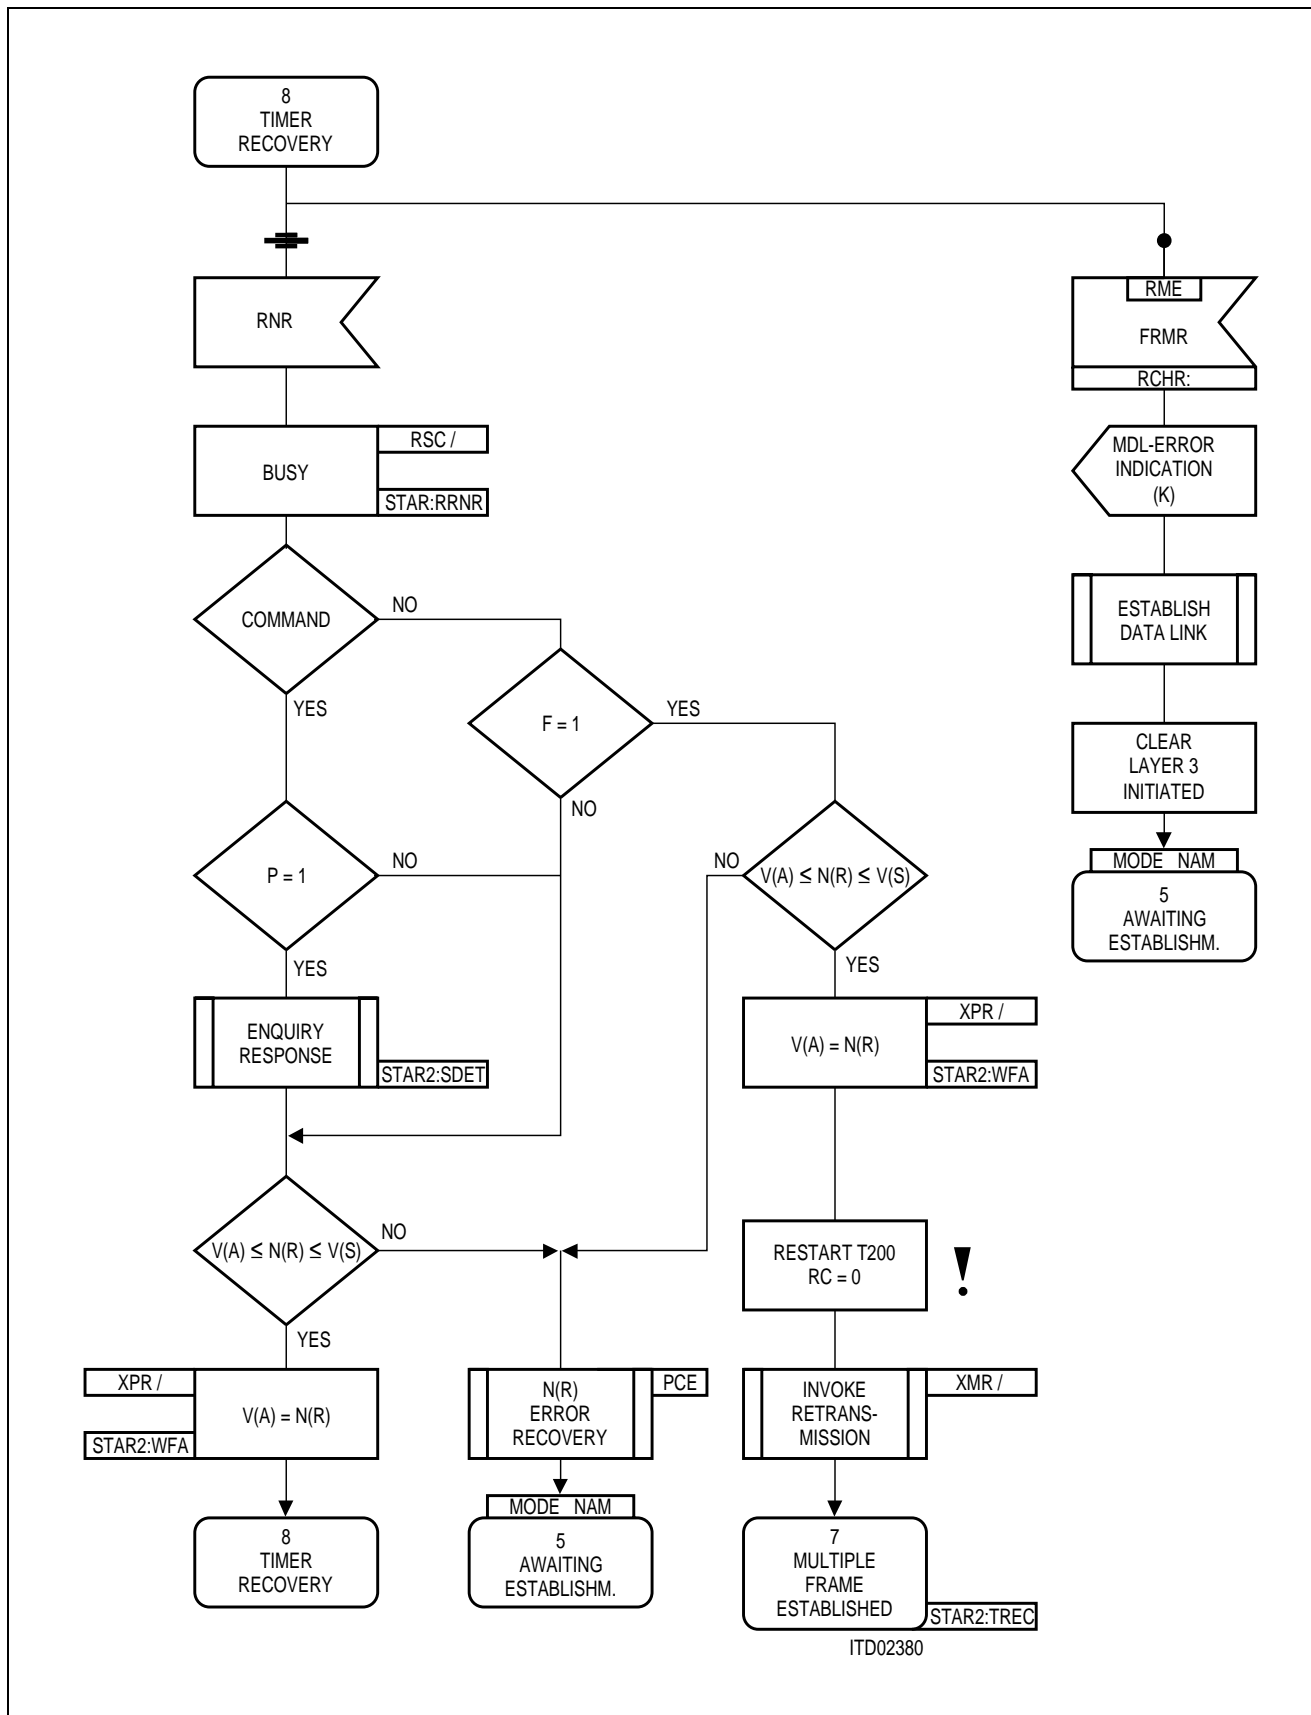 8
TIMER
RECOVERY
RNR
RME
FRMR
RCHR:
BUSY
RSC /
STAR:RRNR
MDL-ERROR
INDICATION
(K)
COMMAND
NO
YES
ESTABLISH
DATA LINK
F = 1
YES
NO
CLEAR
LAYER 3
INITIATED
P = 1
NO
YES
V(A) ≤ N(R) ≤ V(S)
NO
YES
MODE NAM
5
AWAITING
ESTABLISHM.
ENQUIRY
RESPONSE
STAR2:SDET
V(A) = N(R)
XPR /
STAR2:WFA
V(A) ≤ N(R) ≤ V(S)
NO
YES
RESTART T200
RC = 0
!
XPR /
V(A) = N(R)
STAR2:WFA
N(R)
ERROR
RECOVERY
PCE
INVOKE
RETRANS-
MISSION
XMR /
8
TIMER
RECOVERY
MODE NAM
5
AWAITING
ESTABLISHM.
7
MULTIPLE
FRAME
ESTABLISHED
STAR2:TREC
ITD02380